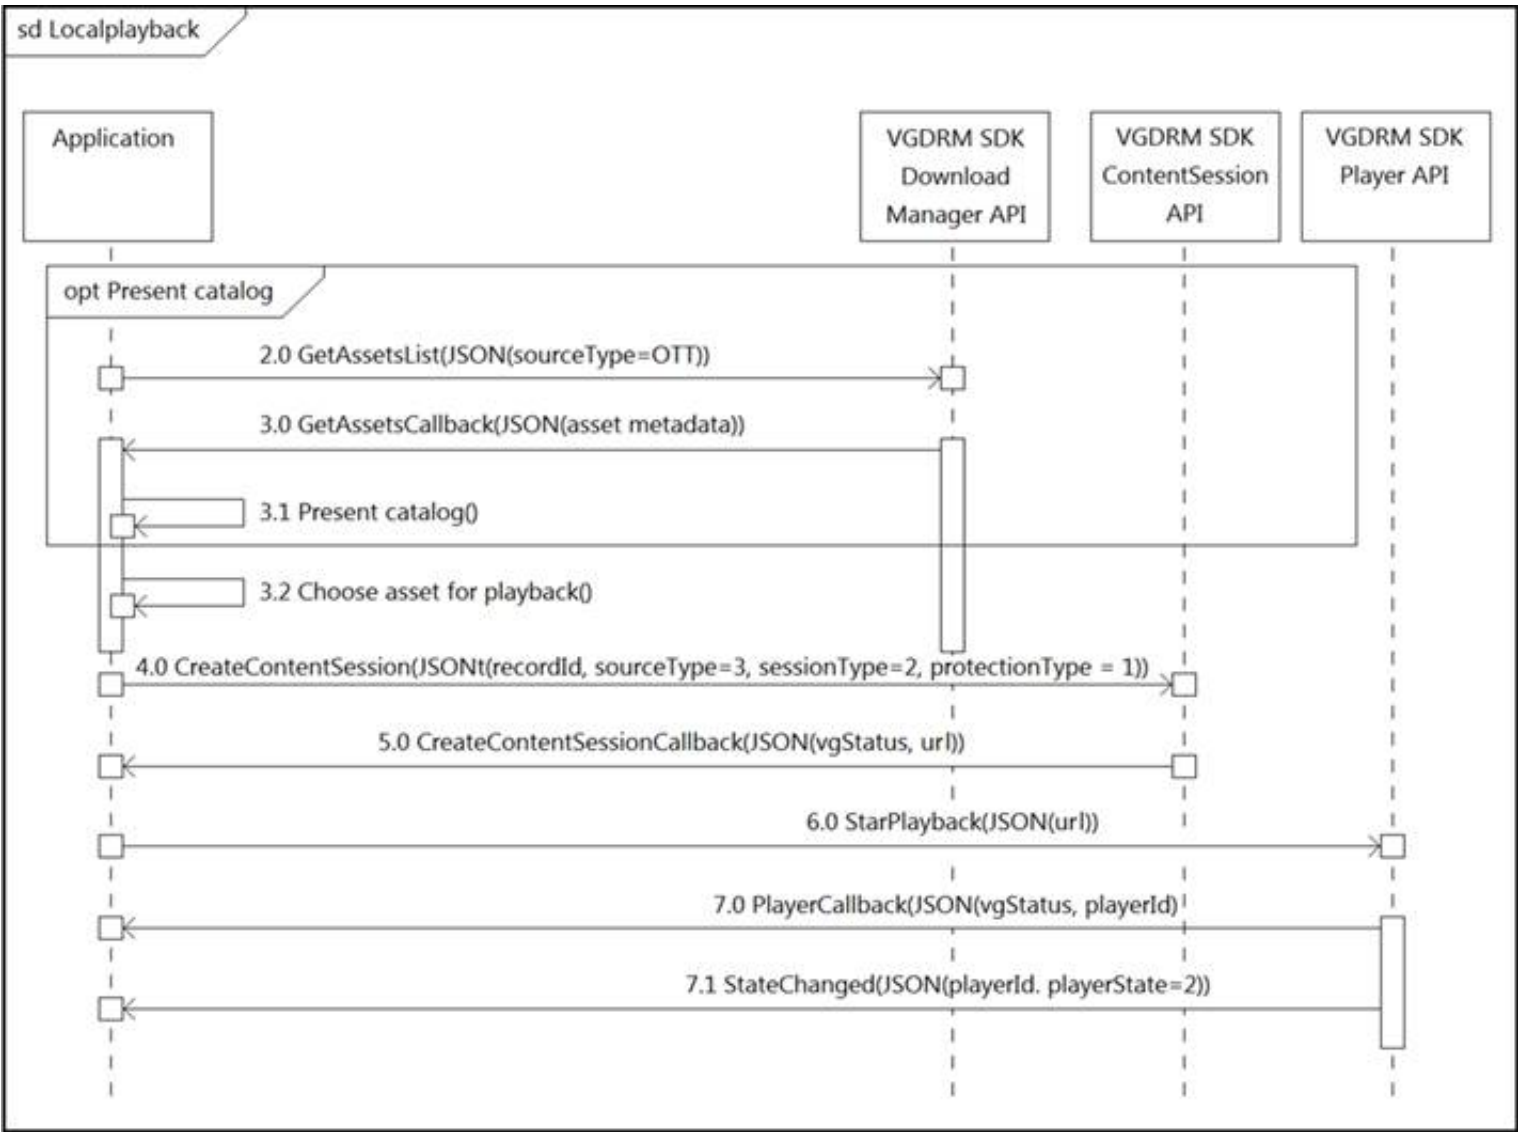 sd Localplayback
Application
VGDRM SDK
Download
Manager API
VGDRM SDK
ContentSession
API
VGDRM SDK
Player API
opt Present catalog
2.0 GetAssetsList(JSON(sourceType=OTT))
3.0 GetAssetsCallback(JSON(asset metadata))
3.1 Present catalog()
3.2 Choose asset for playback()
4.0 CreateContentSession(JSONt(recordId, sourceType=3, sessionType=2, protectionType = 1))
5.0 CreateContentSessionCallback(JSON(vgStatus, url))
6.0 StarPlayback(JSON(url))
7.0 PlayerCallback(JSON(vgStatus, playerId)
7.1 StateChanged(JSON(playerId. playerState=2))